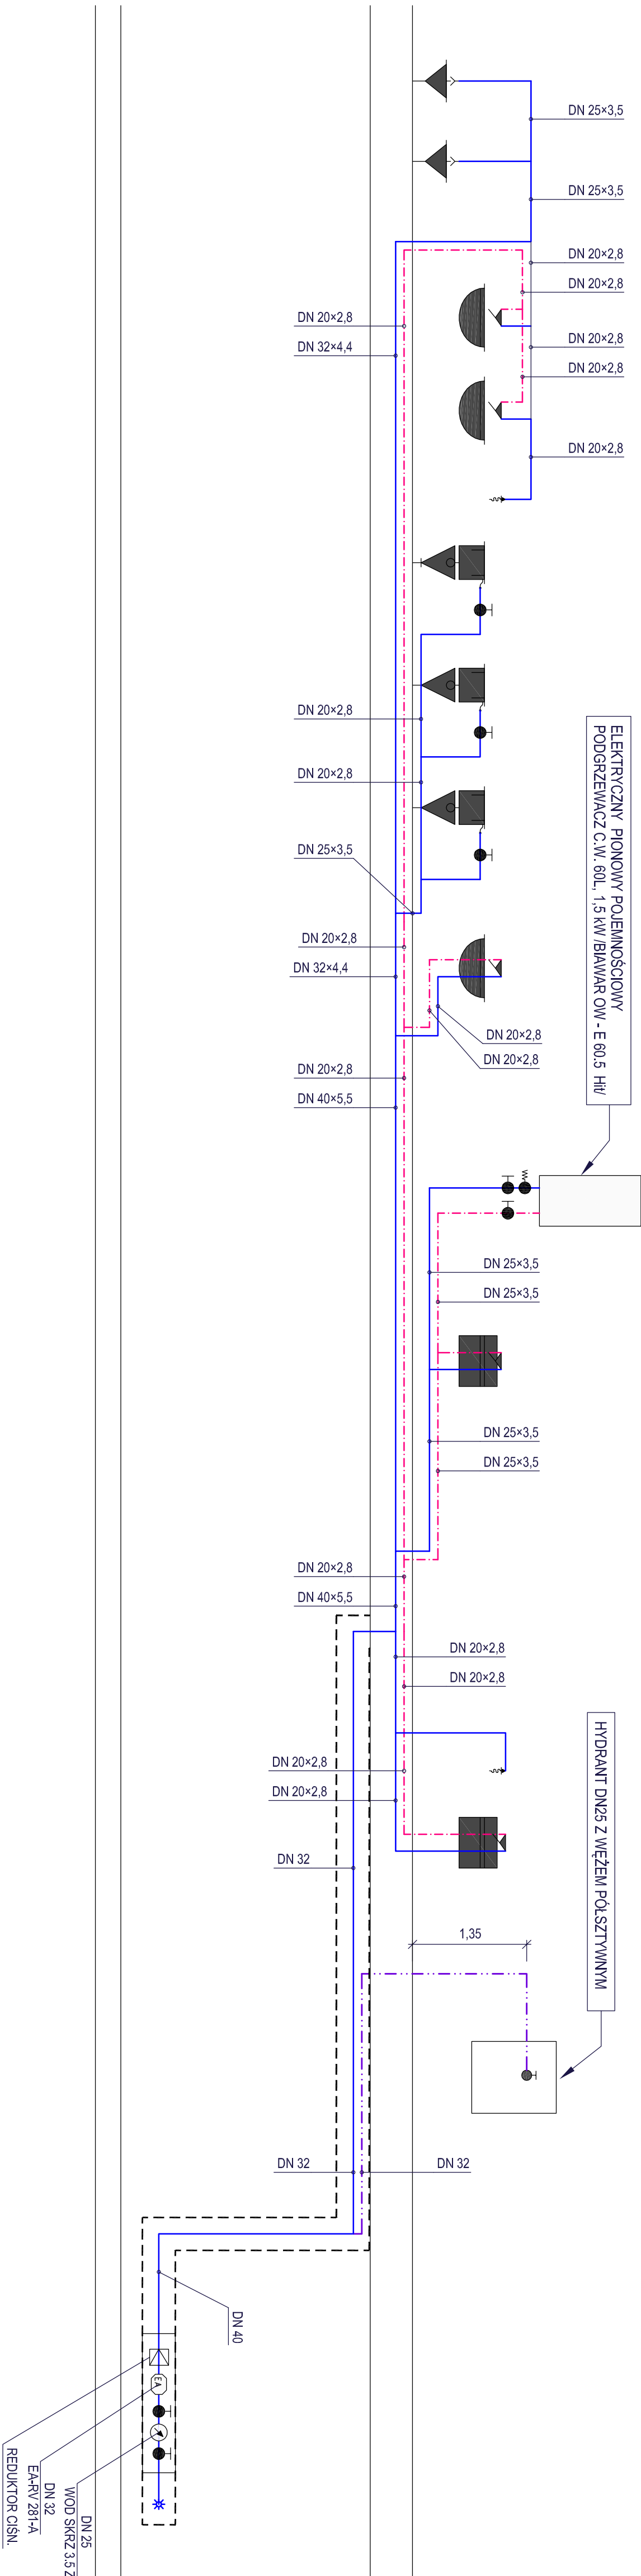 DN 25×3,5
DN 25×3,5
DN 20×2,8
DN 20×2,8
DN 20×2,8
DN 32×4,4
DN 20×2,8
DN 20×2,8
DN 20×2,8
DN 20×2,8
DN 20×2,8
DN 25×3,5
ELEKTRYCZNY PIONOWY POJEMNOŚCIOWY
PODGRZEWACZ C.W. 60L, 1,5 kW /BIAWAR OW - E 60.5 Hit/
DN 20×2,8
DN 32×4,4
DN 20×2,8
DN 20×2,8
DN 20×2,8
DN 40×5,5
DN 25×3,5
DN 25×3,5
DN 25×3,5
DN 25×3,5
DN 20×2,8
DN 40×5,5
DN 20×2,8
DN 20×2,8
HYDRANT DN25 Z WĘŻEM PÓŁSZTYWNYM
DN 20×2,8
DN 20×2,8
DN 32
1,35
DN 32
DN 32
DN 40
EA
DN 25
WOD SKRZ 3.5 Z
DN 32
EA-RV 281-A
REDUKTOR CIŚN.